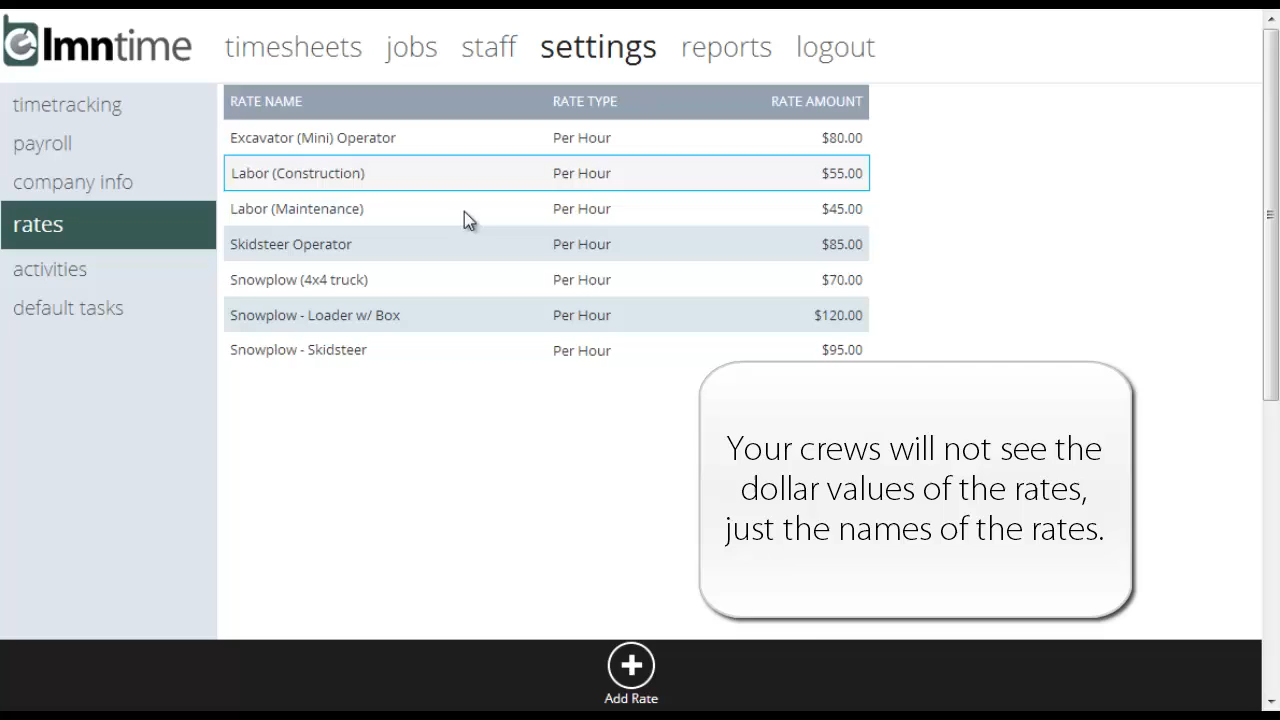 lmntime timesheets jobs staff settings reports logout
timetracking
payroll
company info
rates
activities
default tasks
RATE NAME RATE TYPE RATE AMOUNT
Excavator (Mini) Operator Per Hour $80.00
Labor (Construction) Per Hour $55.00
Labor (Maintenance) Per Hour $45.00
Skidsteer Operator Per Hour $85.00
Snowplow (4x4 truck) Per Hour $70.00
Snowplow - Loader w/ Box Per Hour $120.00
Snowplow - Skidsteer Per Hour $95.00
Your crews will not see the
dollar values of the rates,
just the names of the rates.
Add Rate